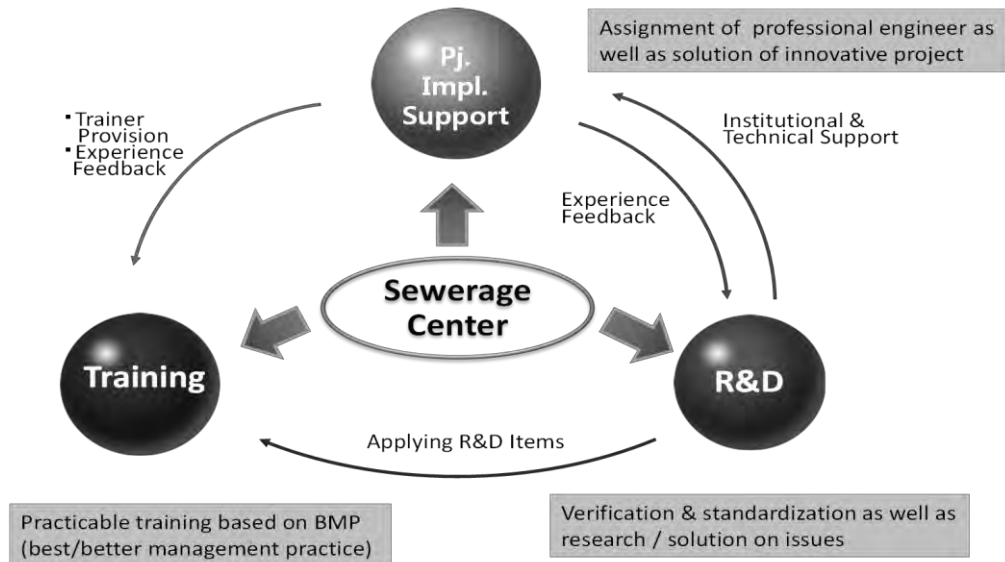 Assignment of professional engineer as
well as solution of innovative project
Pj.
Impl.
Support
▪ Trainer
Provision
▪ Experience
Feedback
Institutional &
Technical Support
Experience
Feedback
Sewerage
Center
Training
R&D
Applying R&D Items
Practicable training based on BMP
(best/better management practice)
Verification & standardization as well as
research / solution on issues